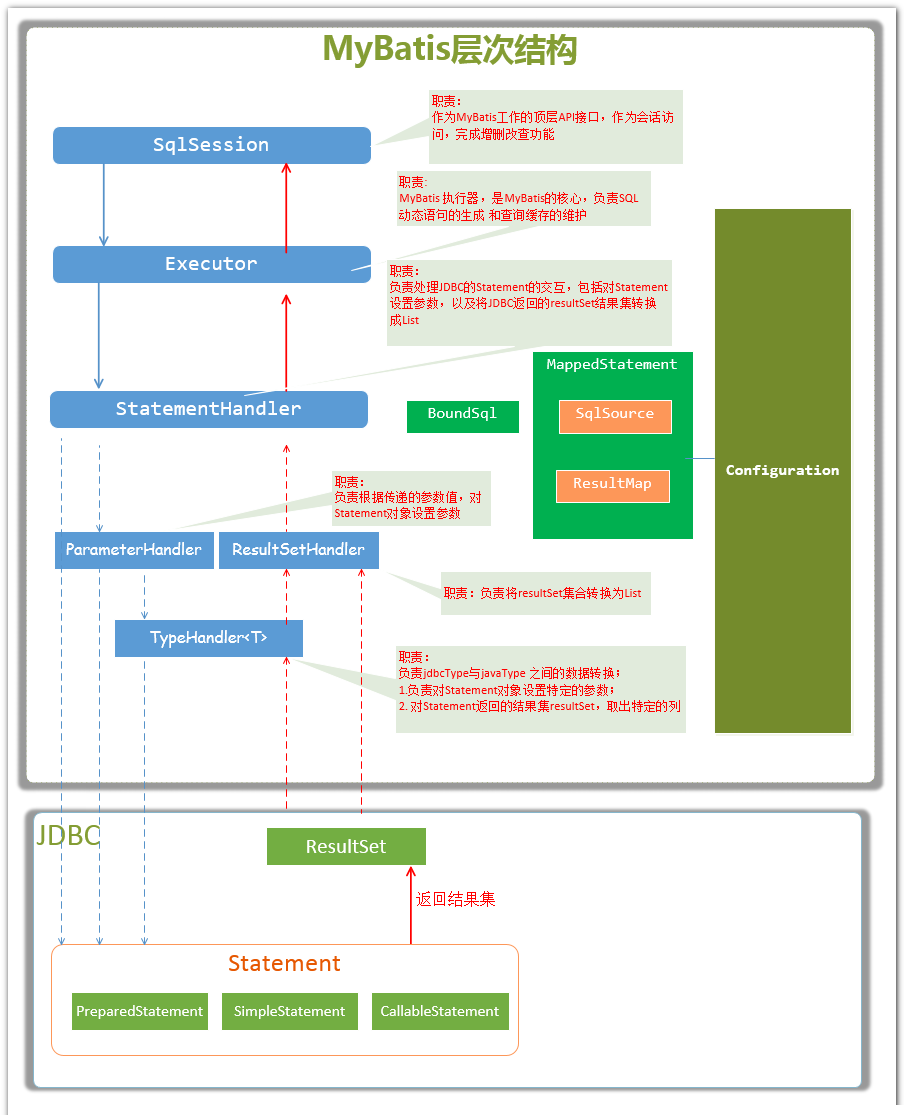 MyBatis层次结构
职责：
作为MyBatis工作的顶层API接口，作为会话访
问，完成增删改查功能
SqlSession
职责:
MyBatis 执行器，是MyBatis的核心，负责SQL
动态语句的生成 和查询缓存的维护
Executor
职责：
负责处理JDBC的Statement的交互，包括对Statement
设置参数，以及将JDBC返回的resultSet结果集转换
成List
StatementHandler
BoundSql
MappedStatement
SqlSource
ResultMap
Configuration
职责：
负责根据传递的参数值，对
Statement对象设置参数
ParameterHandler
ResultSetHandler
职责：负责将resultSet集合转换为List
TypeHandler<T>
职责：
负责jdbcType与javaType 之间的数据转换；
1.负责对Statement对象设置特定的参数；
2. 对Statement返回的结果集resultSet，取出特定的列
JDBC
ResultSet
返回结果集
Statement
PreparedStatement
SimpleStatement
CallableStatement